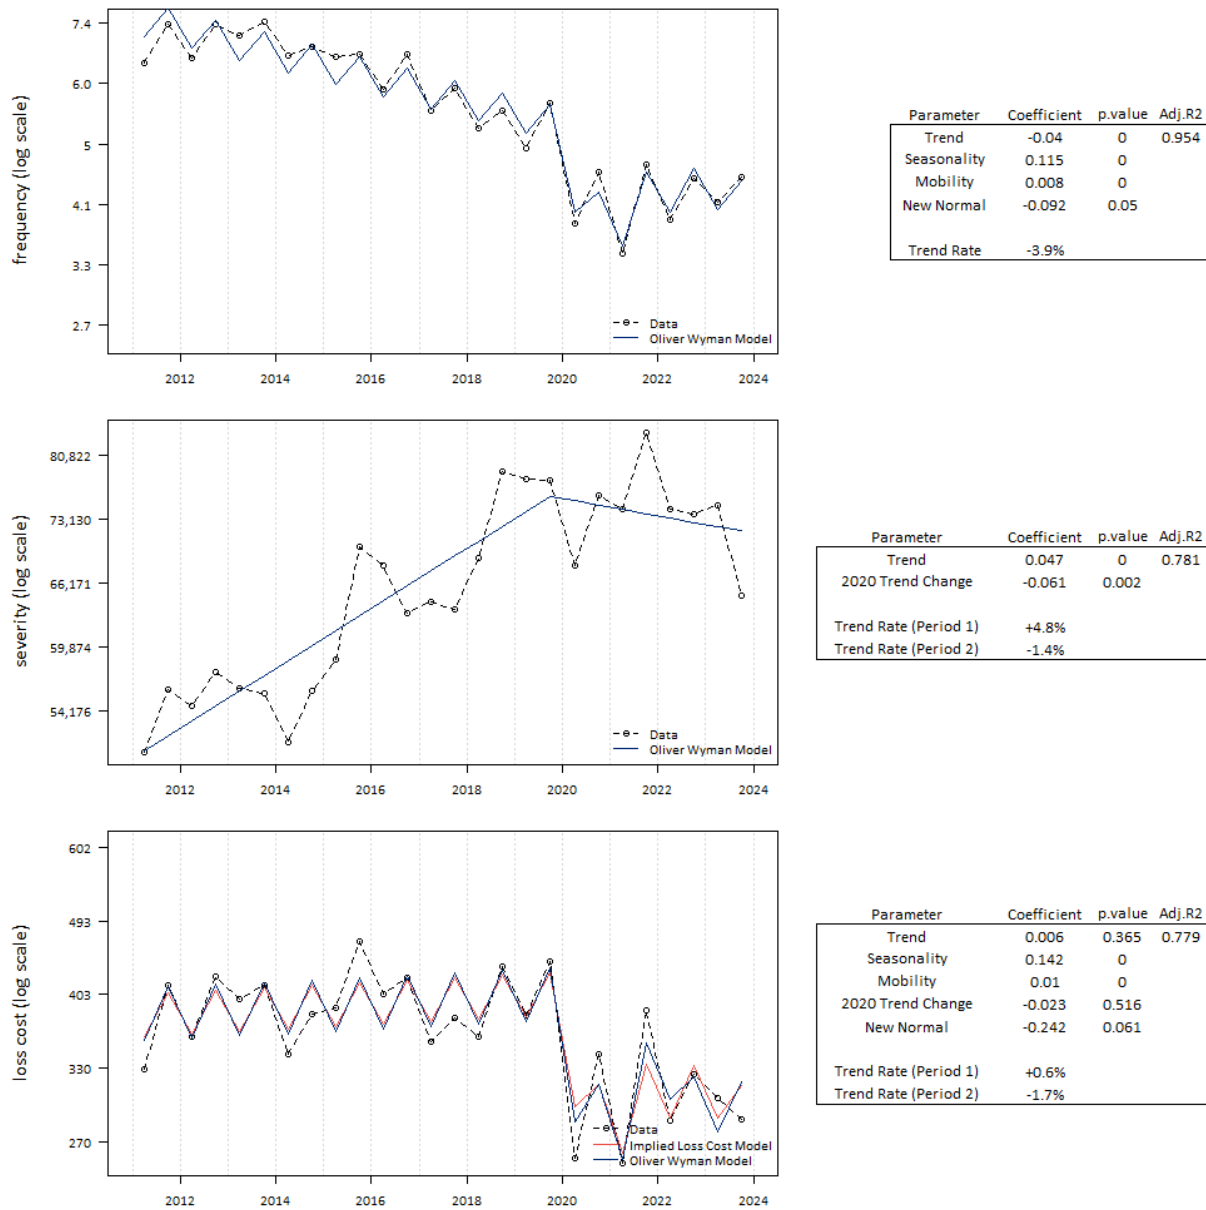 frequency (log scale)
7.4
6.0
5
4.1
3.3
2.7
Data
Oliver Wyman Model
2012 2014 2016 2018 2020 2022 2024
Parameter Coefficient p.value Adj.R2
Trend -0.04 0 0.954
Seasonality 0.115 0
Mobility 0.008 0
New Normal -0.092 0.05
Trend Rate -3.9%
severity (log scale)
80,822
73,130
66,171
59,874
54,176
Data
Oliver Wyman Model
2012 2014 2016 2018 2020 2022 2024
Parameter Coefficient p.value Adj.R2
Trend 0.047 0 0.781
2020 Trend Change -0.061 0.002
Trend Rate (Period 1) +4.8%
Trend Rate (Period 2) -1.4%
loss cost (log scale)
602
493
403
330
270
Data
Implied Loss Cost Model
Oliver Wyman Model
2012 2014 2016 2018 2020 2022 2024
Parameter Coefficient p.value Adj.R2
Trend 0.006 0.365 0.779
Seasonality 0.142 0
Mobility 0.01 0
2020 Trend Change -0.023 0.516
New Normal -0.242 0.061
Trend Rate (Period 1) +0.6%
Trend Rate (Period 2) -1.7%